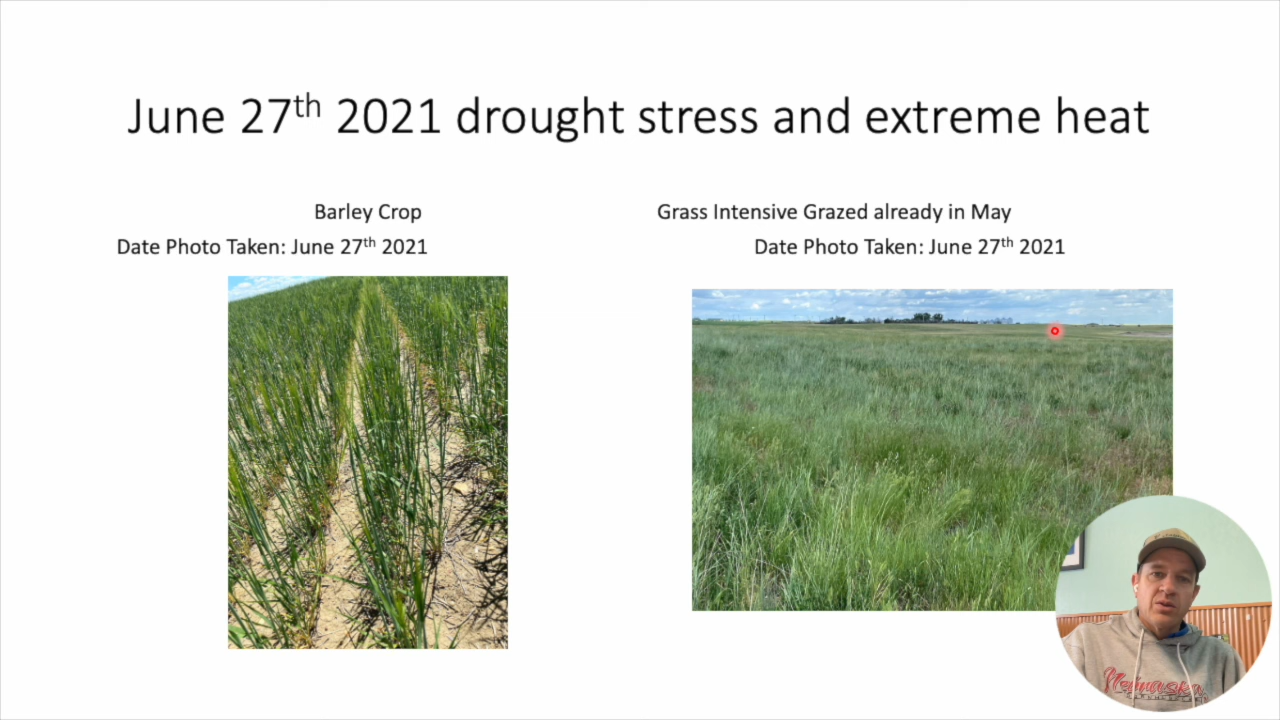 June 27th 2021 drought stress and extreme heat
Barley Crop
Date Photo Taken: June 27th 2021
Grass Intensive Grazed already in May
Date Photo Taken: June 27th 2021
Nebraska